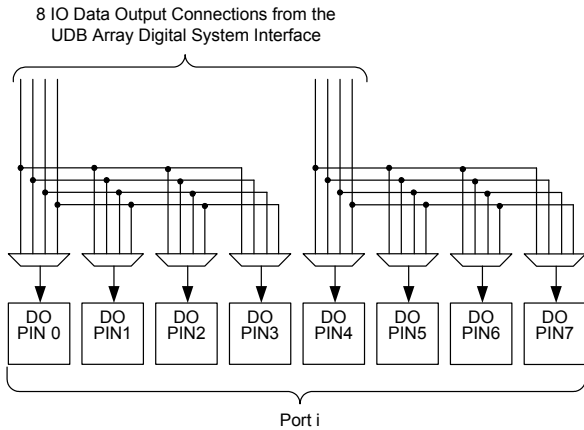 8 IO Data Output Connections from the
UDB Array Digital System Interface
DO
PIN 0
DO
PIN1
DO
PIN2
DO
PIN3
DO
PIN4
DO
PIN5
DO
PIN6
DO
PIN7
Port i